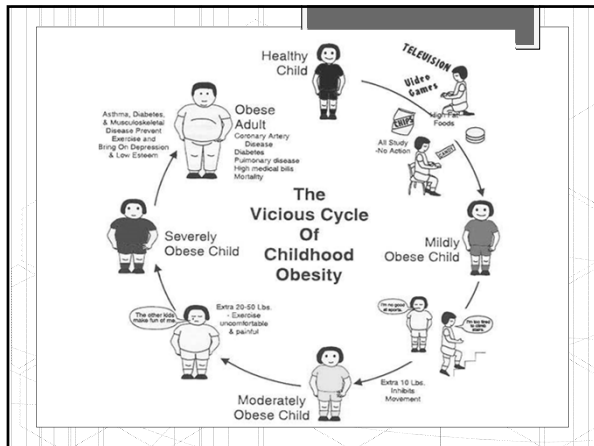 Healthy
Child
TELEVISION
Video
Games
High Fat
Foods
CHIPS
All Study
-No Action
CANDY
Mildly
Obese Child
I'm no good
at sports.
I'm too tired
to climb
stairs.
Extra 10 Lbs.
Inhibits
Movement
Moderately
Obese Child
Extra 20-50 Lbs.
- Exercise
uncomfortable
& painful
The other kids
make fun of me.
Severely
Obese Child
Asthma, Diabetes,
& Musculoskeletal
Disease Prevent
Exercise and
Bring On Depression
& Low Esteem
Obese
Adult
Coronary Artery
Disease
Diabetes
Pulmonary disease
High medical bills
Mortality
The
Vicious Cycle
Of
Childhood
Obesity